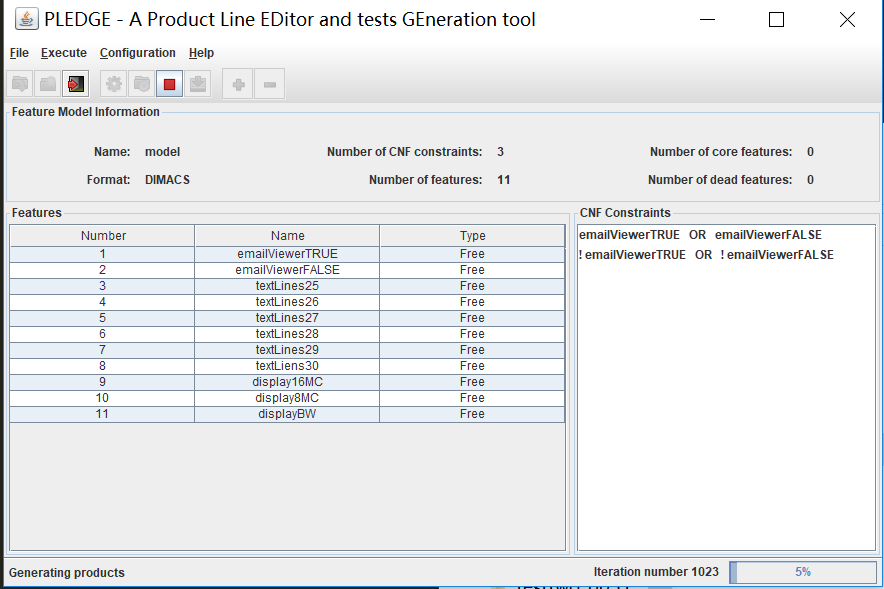 PLEDGE - A Product Line EDitor and tests GEneration tool
File Execute Configuration Help
Feature Model Information
Name: model Number of CNF constraints: 3 Number of core features: 0
Format: DIMACS Number of features: 11 Number of dead features: 0
Features CNF Constraints
Number Name Type
emailViewerTRUE OR emailViewerFALSE
1 emailViewerTRUE Free
! emailViewerTRUE OR ! emailViewerFALSE
2 emailViewerFALSE Free
3 textLines25 Free
4 textLines26 Free
5 textLines27 Free
6 textLines28 Free
7 textLines29 Free
8 textLiens30 Free
9 display16MC Free
10 display8MC Free
11 displayBW Free
Generating products Iteration number 1023 5%